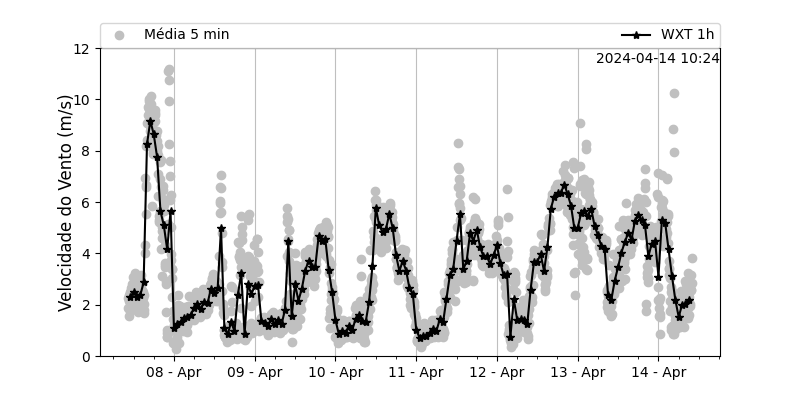 Média 5 min
WXT 1h
2024-04-14 10:24
Velocidade do Vento (m/s)
12
10
8
6
4
2
0
08 - Apr
09 - Apr
10 - Apr
11 - Apr
12 - Apr
13 - Apr
14 - Apr